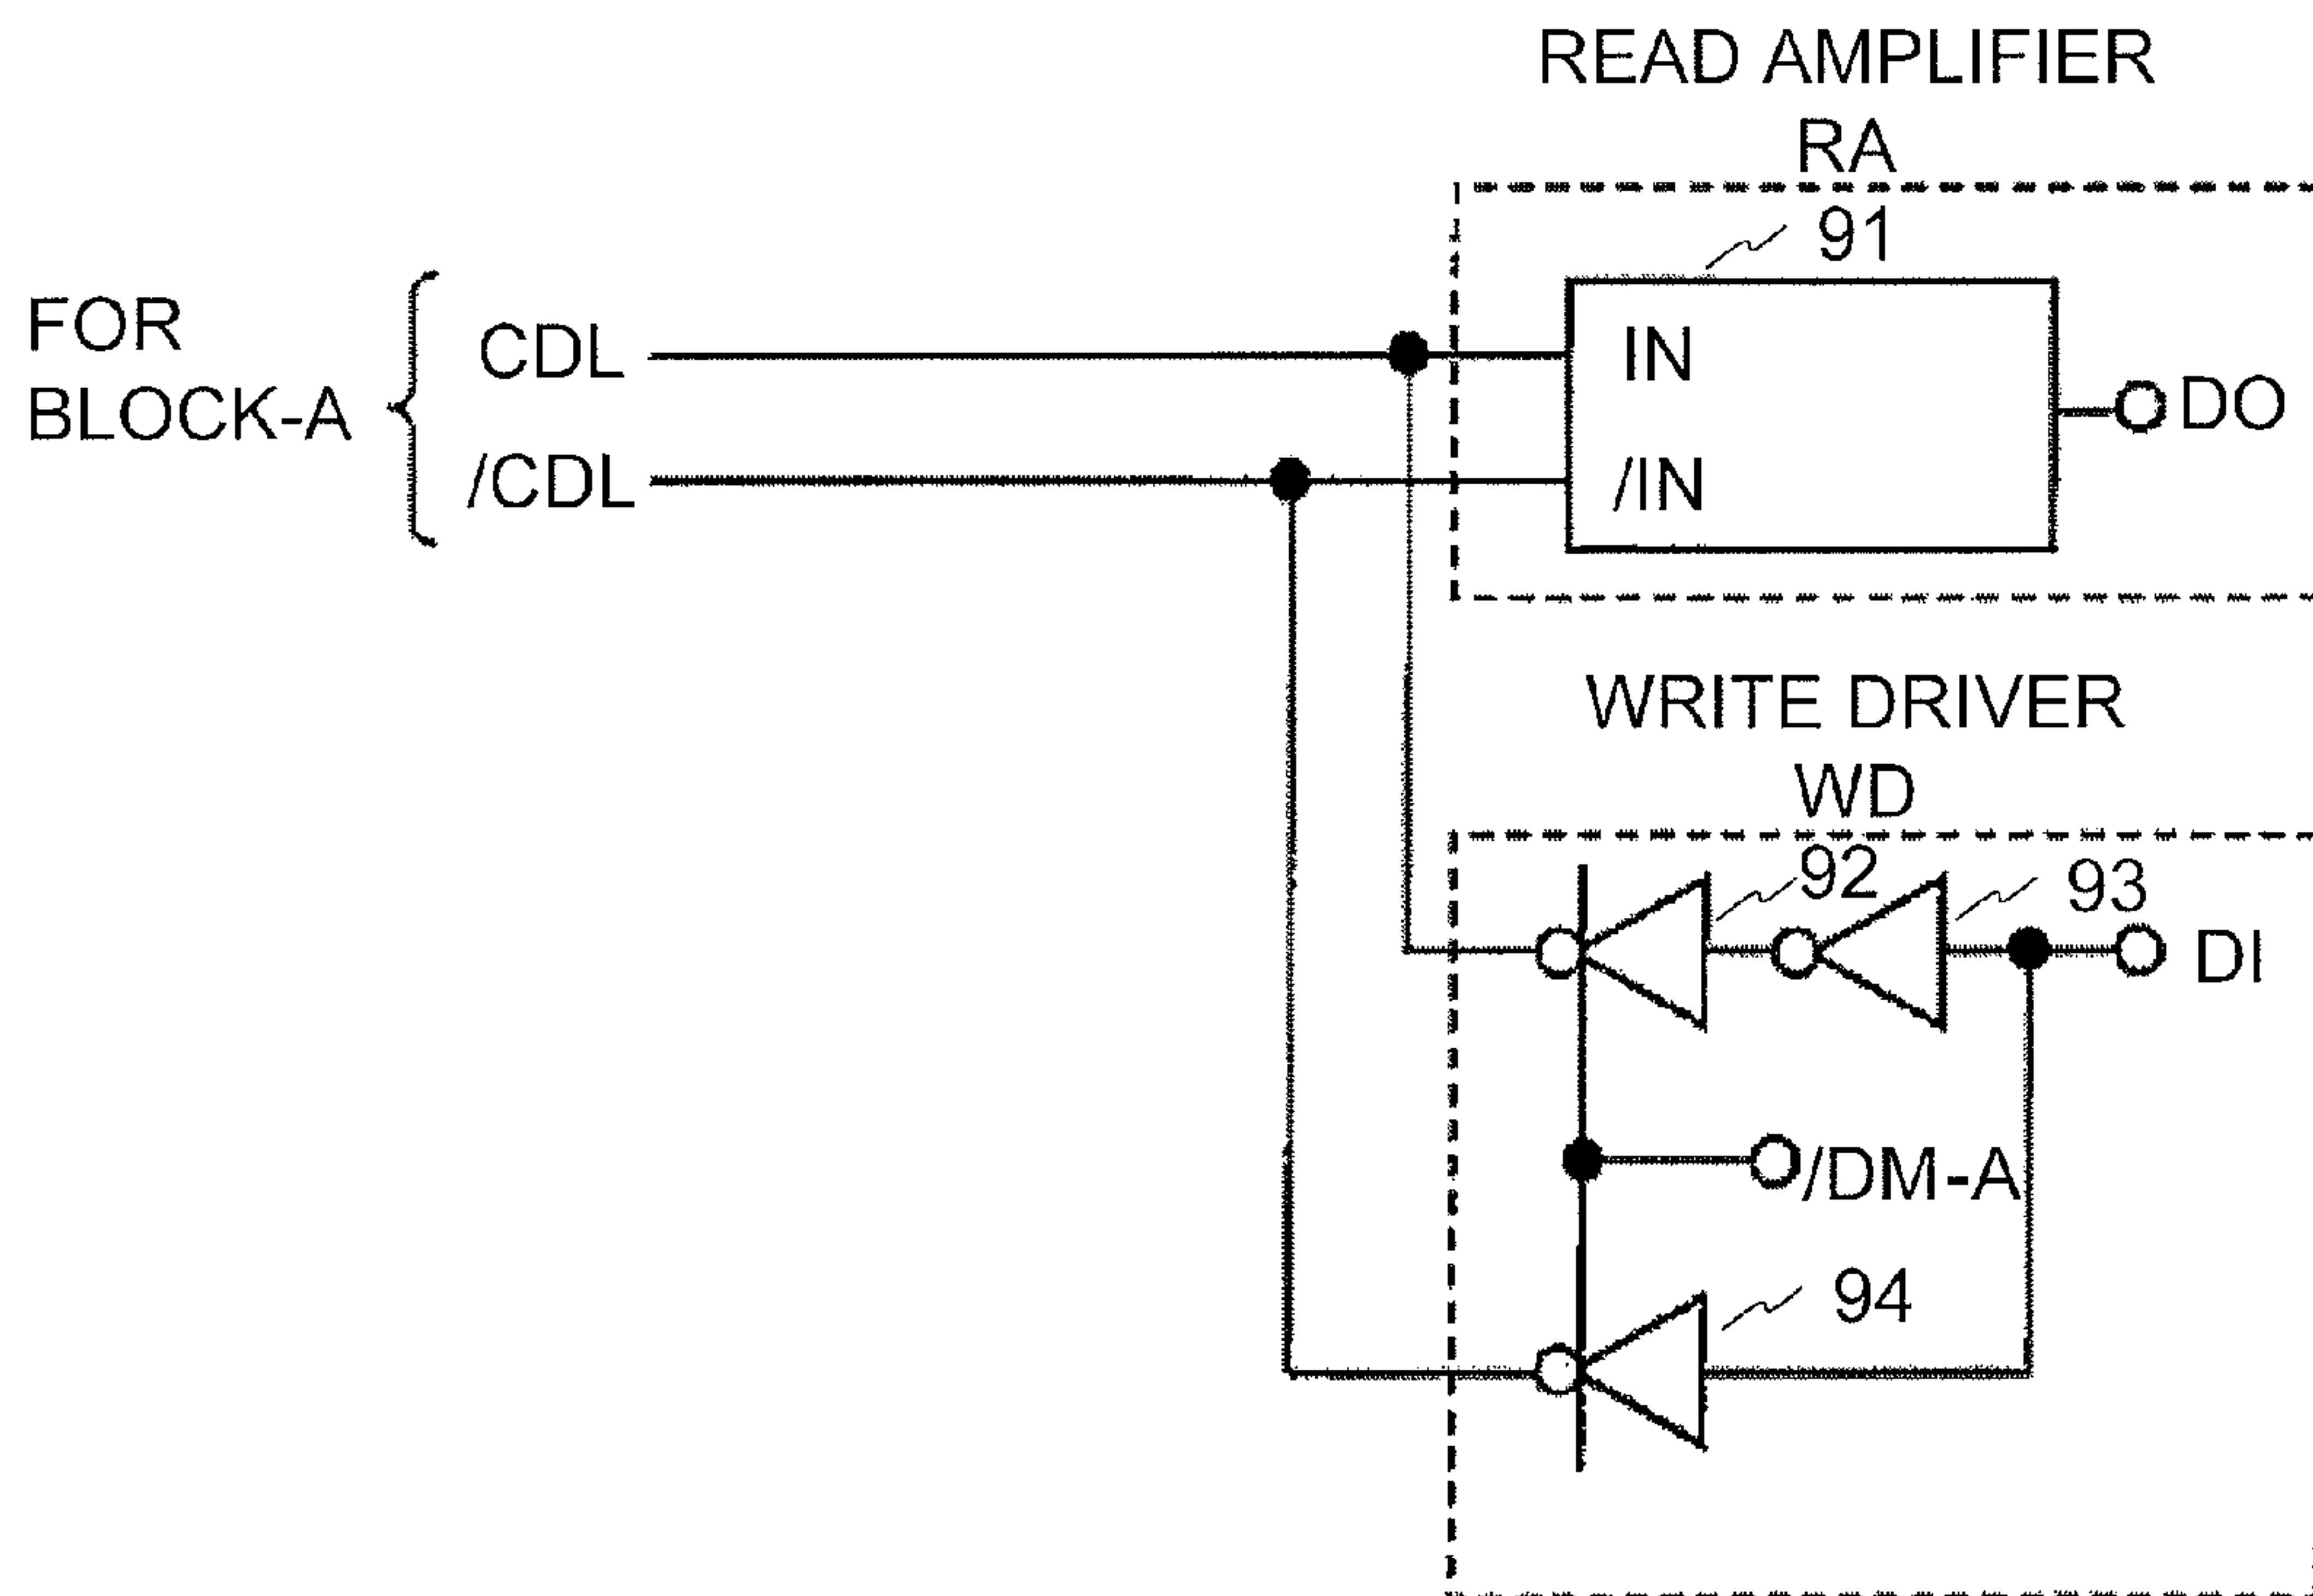 READ AMPLIFIER
RA
91
FOR
BLOCK-A
CDL
/CDL
IN
/IN
DO
WRITE DRIVER
WD
92
93
DI
/DM-A
94